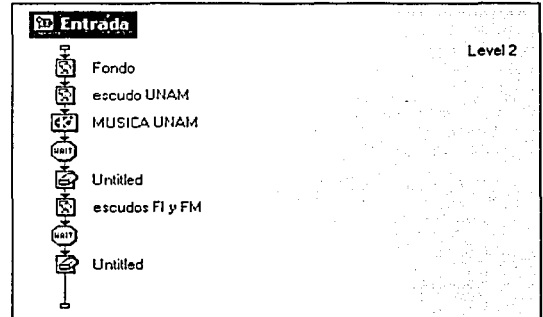 Entrada
Level 2
Fondo
escudo UNAM
MUSICA UNAM
WAIT
Untitled
escudos FI y FM
WAIT
Untitled